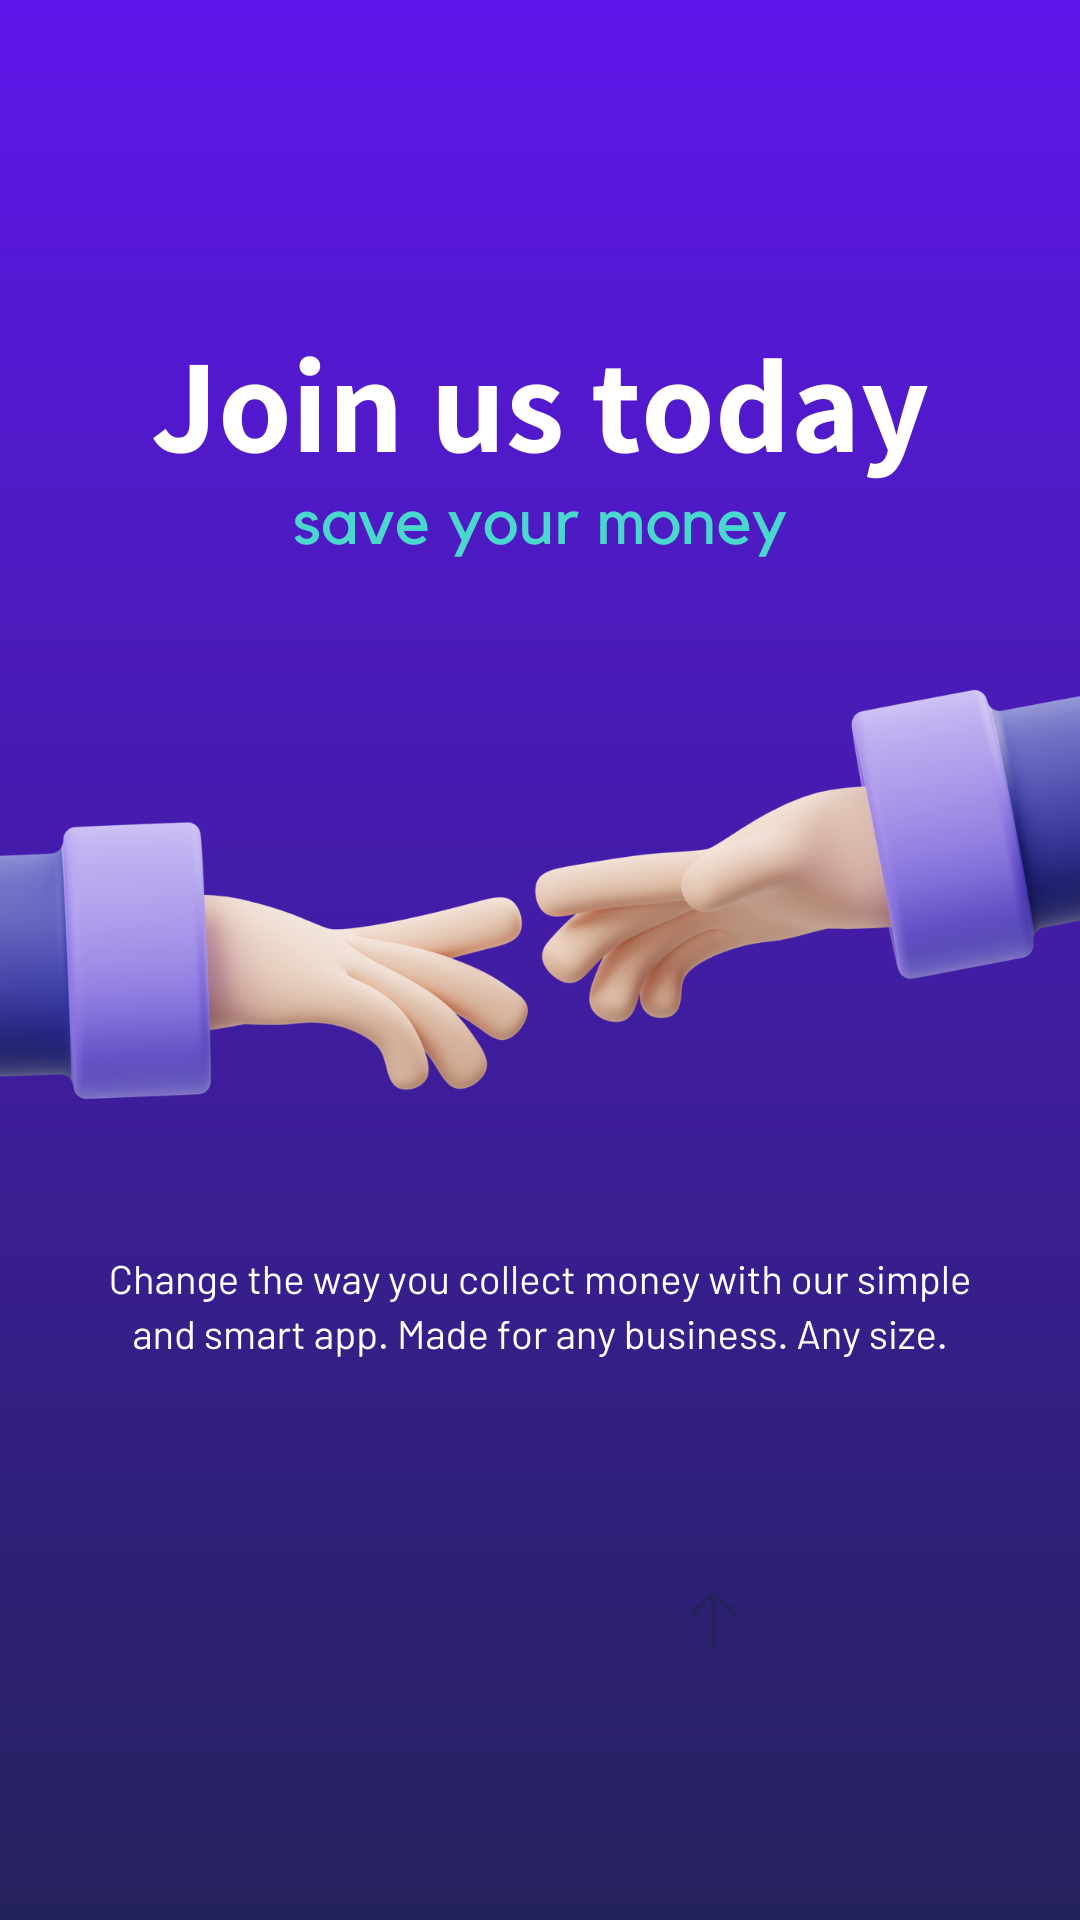 Join us today
save your money
Change the way you collect money with our simple
and smart app. Made for any business. Any size.